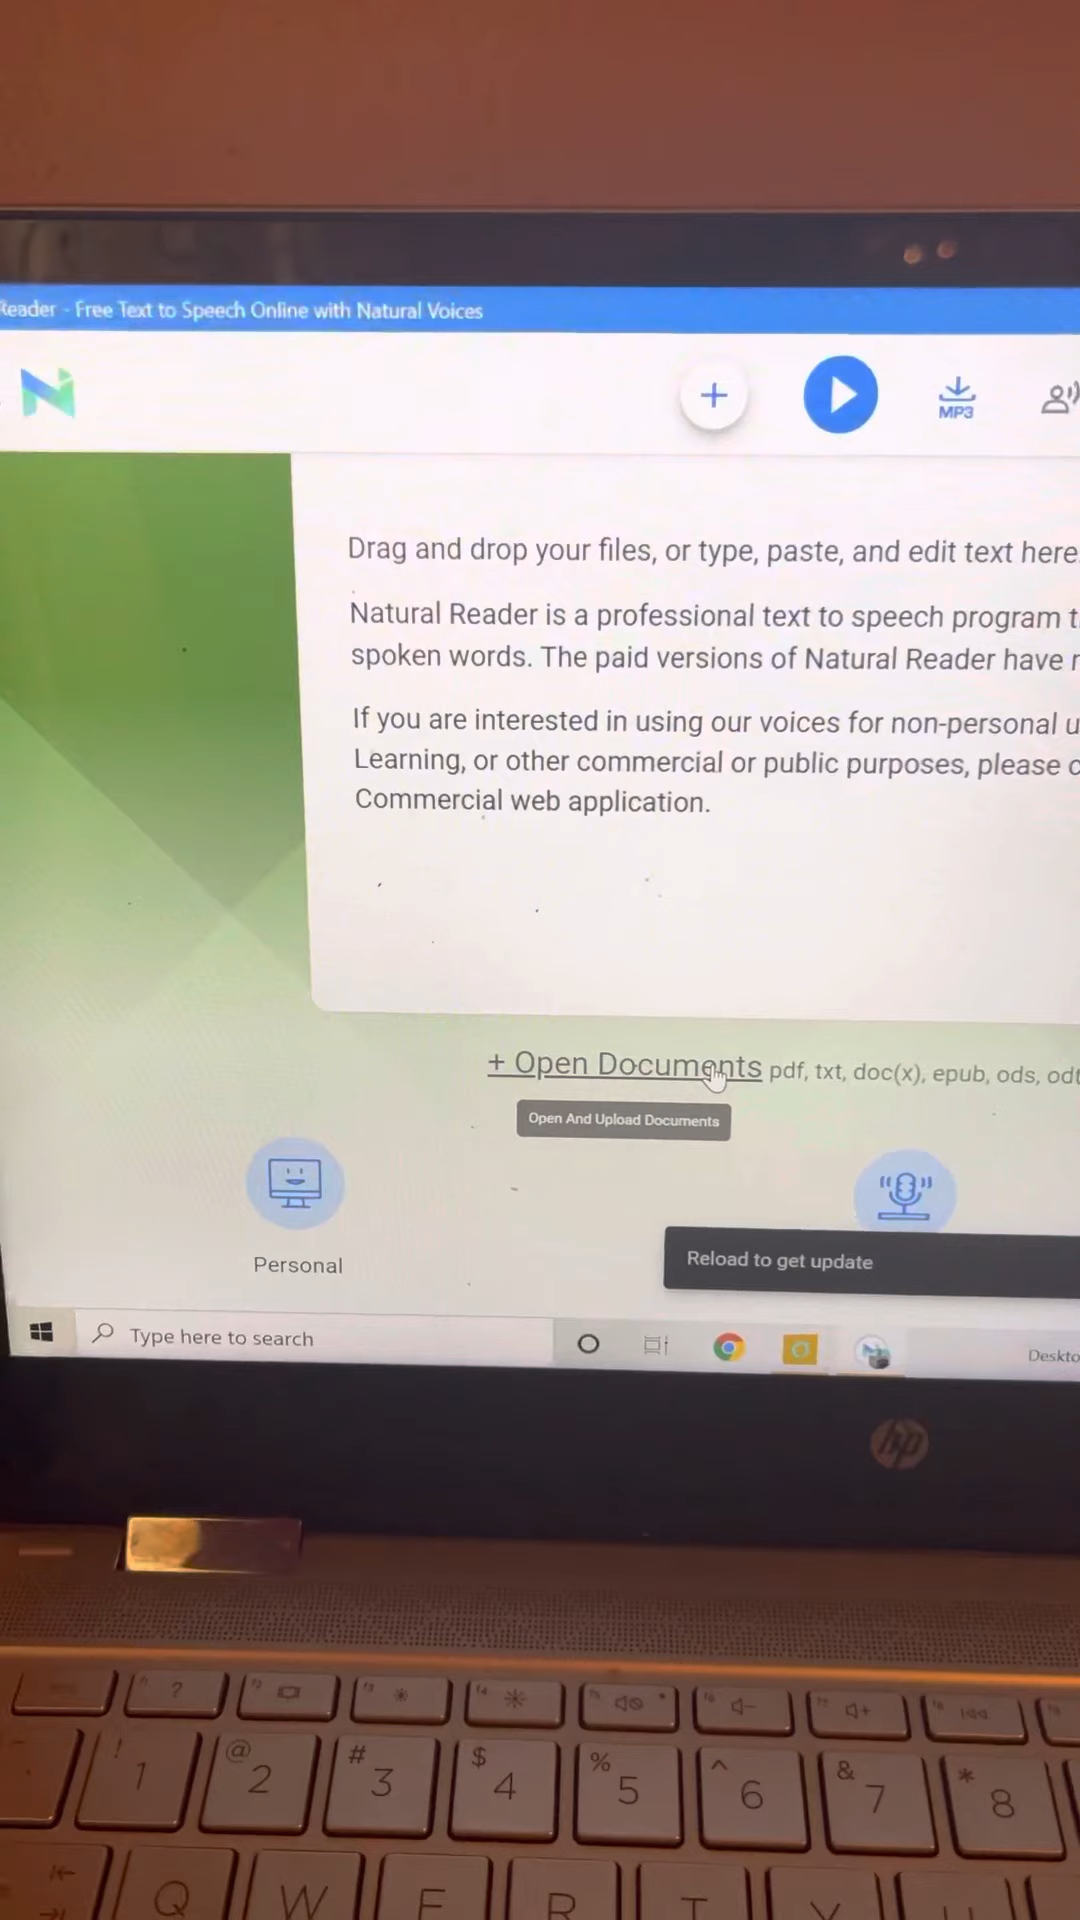 Reader - Free Text to Speech Online with Natural Voices
MP3
Drag and drop your files, or type, paste, and edit text here
Natural Reader is a professional text to speech program
spoken words. The paid versions of Natural Reader have
If you are interested in using our voices for non-personal
Learning, or other commercial or public purposes, please
Commercial web application.
+ Open Documents pdf, txt, doc(x), epub, ods, odt
Open And Upload Documents
Personal
Reload to get update
Type here to search
Deskto
hp
?
! 1 @ 2 # 3 $ 4 % 5 ^ 6 & 7 * 8
Q W E R T Y U